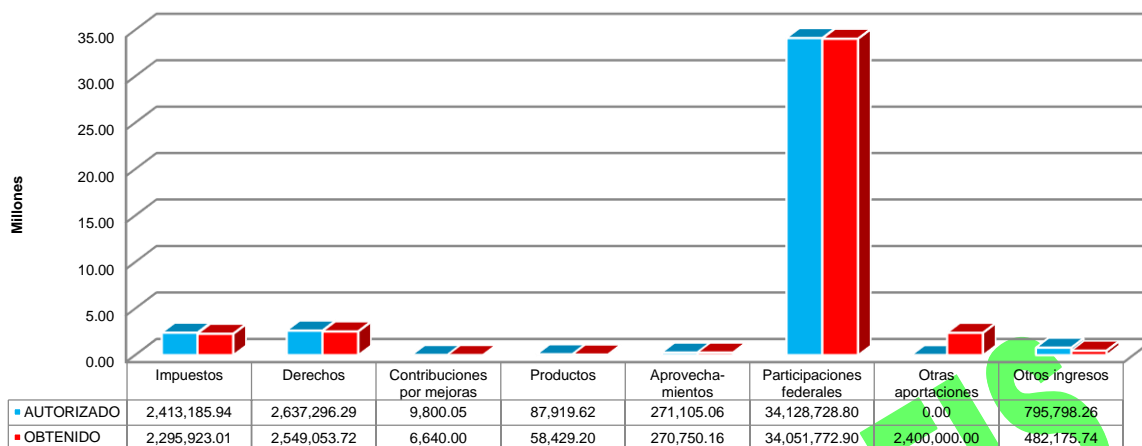 35.00
30.00
25.00
20.00
15.00
10.00
5.00
0.00
Millones
Impuestos Derechos Contribuciones por mejoras Productos Aprovecha-mientos Participaciones federales Otras aportaciones Otros ingresos
AUTORIZADO 2,413,185.94 2,637,296.29 9,800.05 87,919.62 271,105.06 34,128,728.80 0.00 795,798.26
OBTENIDO 2,295,923.01 2,549,053.72 6,640.00 58,429.20 270,750.16 34,051,772.90 2,400,000.00 482,175.74